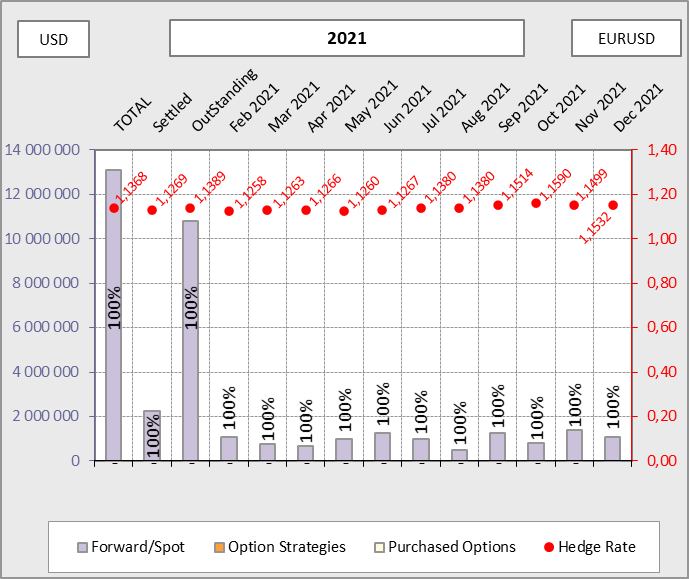 USD
2021
EURUSD
TOTAL
Settled
OutStanding
Feb 2021
Mar 2021
Apr 2021
May 2021
Jun 2021
Jul 2021
Aug 2021
Sep 2021
Oct 2021
Nov 2021
Dec 2021
14 000 000
12 000 000
10 000 000
8 000 000
6 000 000
4 000 000
2 000 000
0
1,1368
1,1269
1,1389
1,1258
1,1263
1,1266
1,1260
1,1267
1,1380
1,1380
1,1514
1,1590
1,1499
1,1532
100%
100%
100%
100%
100%
100%
100%
100%
100%
100%
100%
100%
100%
100%
1,40
1,20
1,00
0,80
0,60
0,40
0,20
0,00
- - - - - - - - - - - - - -
Forward/Spot Option Strategies Purchased Options Hedge Rate